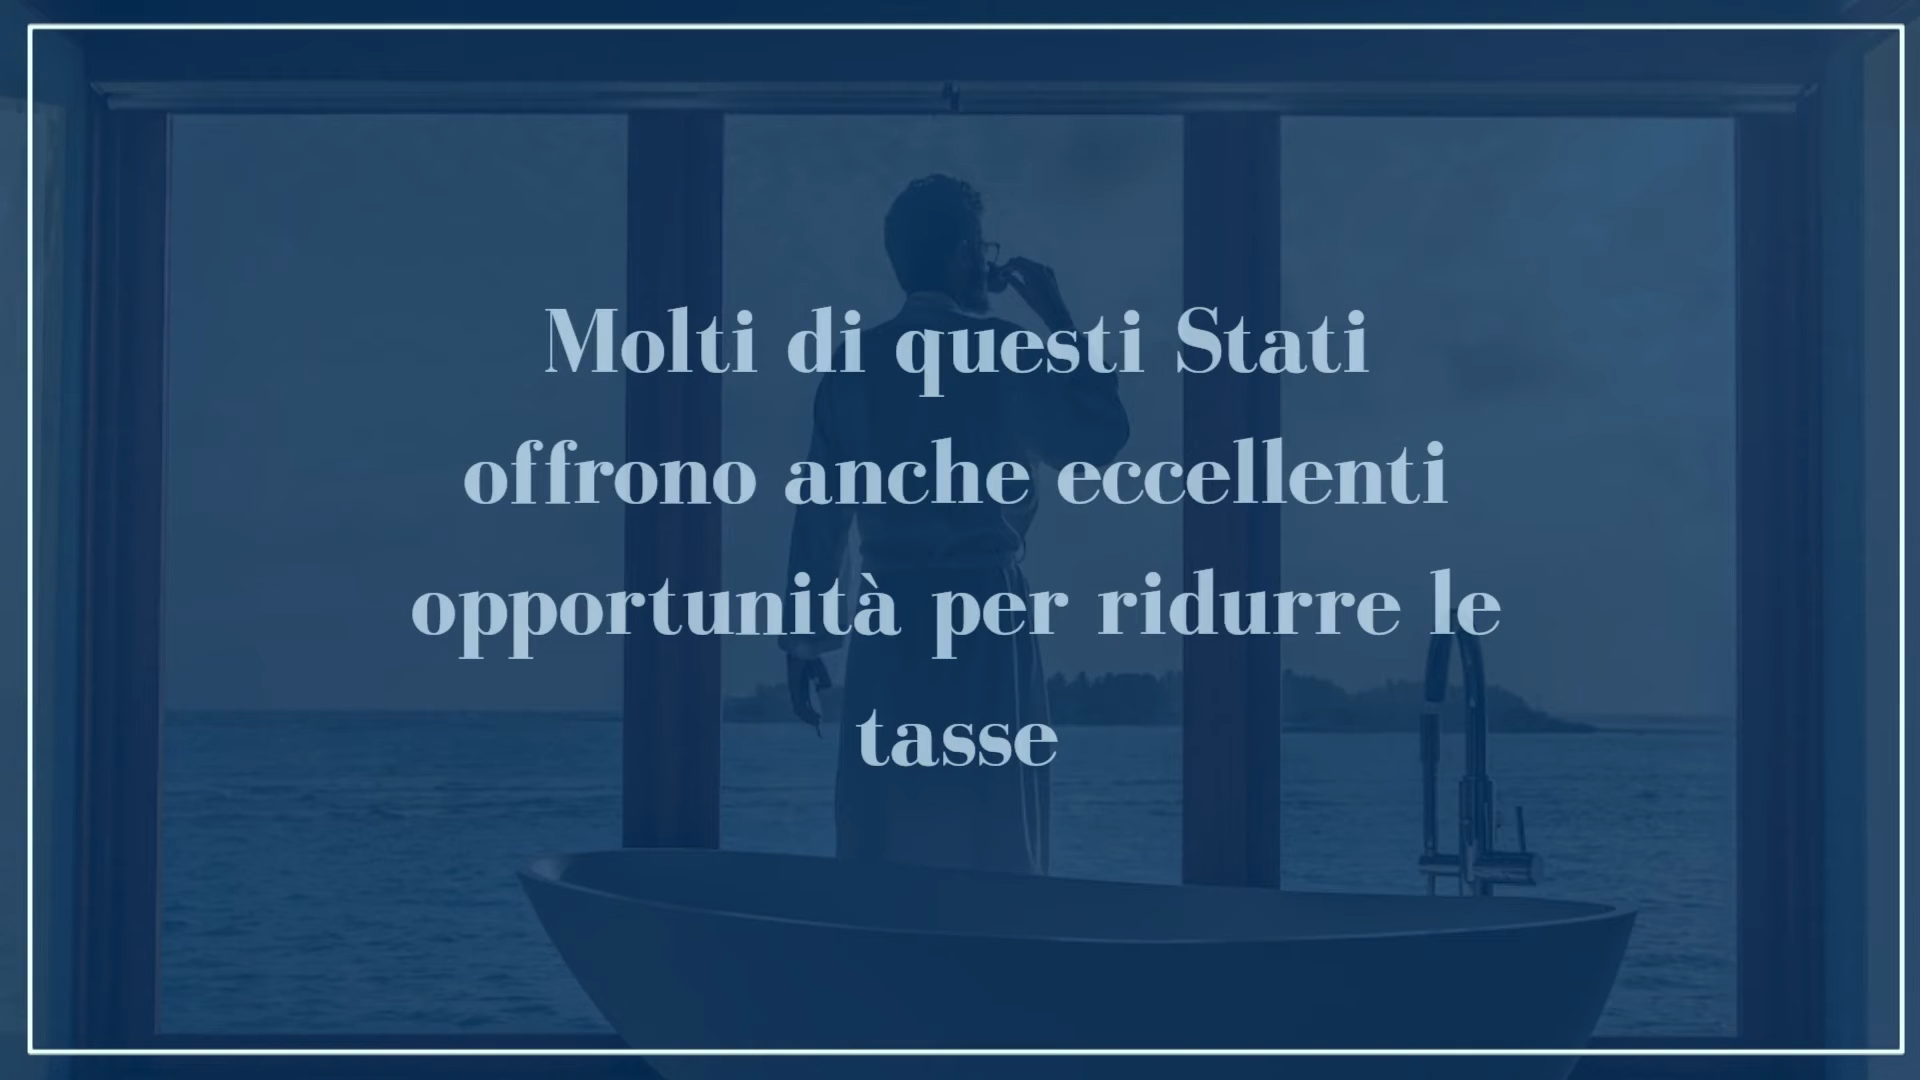 Molti di questi Stati
offrono anche eccellenti
opportunità per ridurre le
tasse